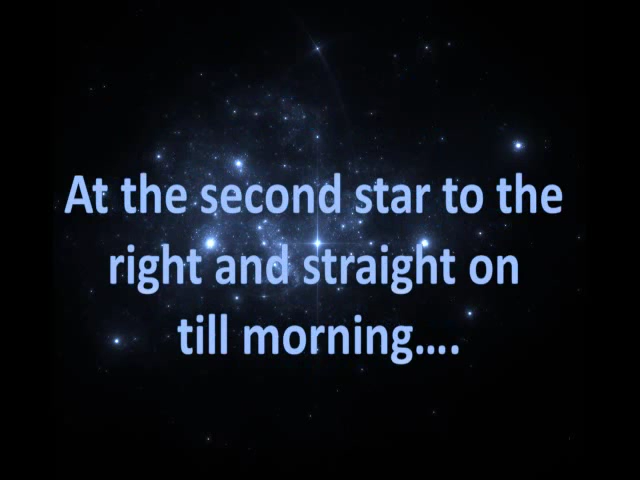 At the second star to the
right and straight on
till morning....